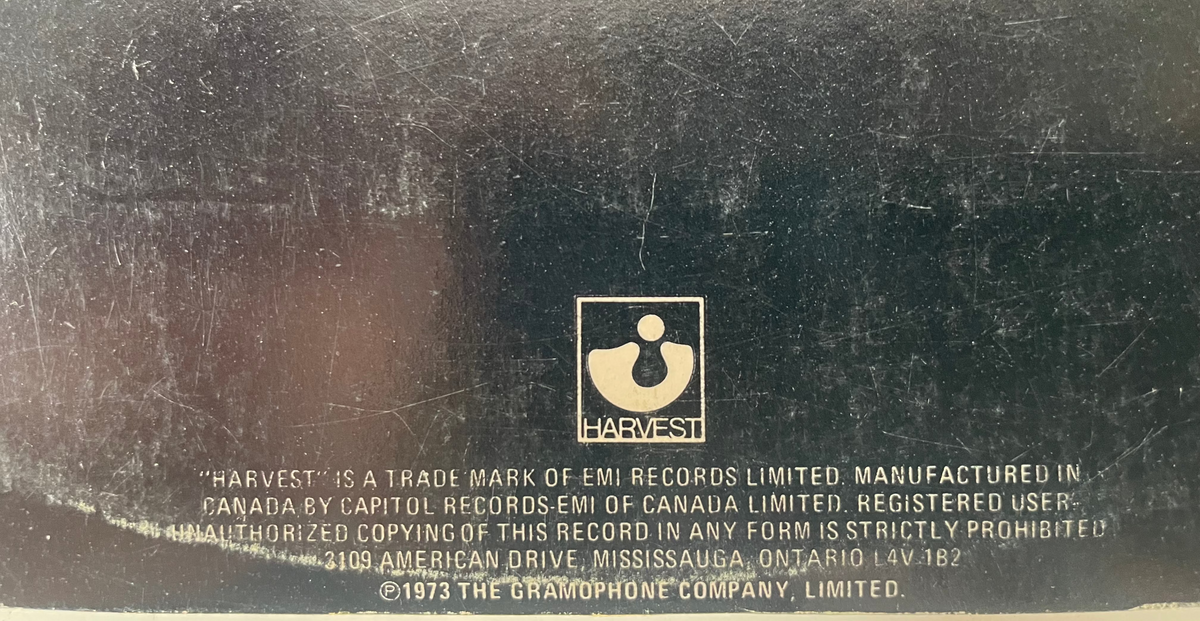 HARVEST
"HARVEST" IS A TRADE MARK OF EMI RECORDS LIMITED. MANUFACTURED IN
CANADA BY CAPITOL RECORDS-EMI OF CANADA LIMITED. REGISTERED USER.
UNAUTHORIZED COPYING OF THIS RECORD IN ANY FORM IS STRICTLY PROHIBITED
3109 AMERICAN DRIVE, MISSISSAUGA, ONTARIO L4V 1B2
℗1973 THE GRAMOPHONE COMPANY, LIMITED.